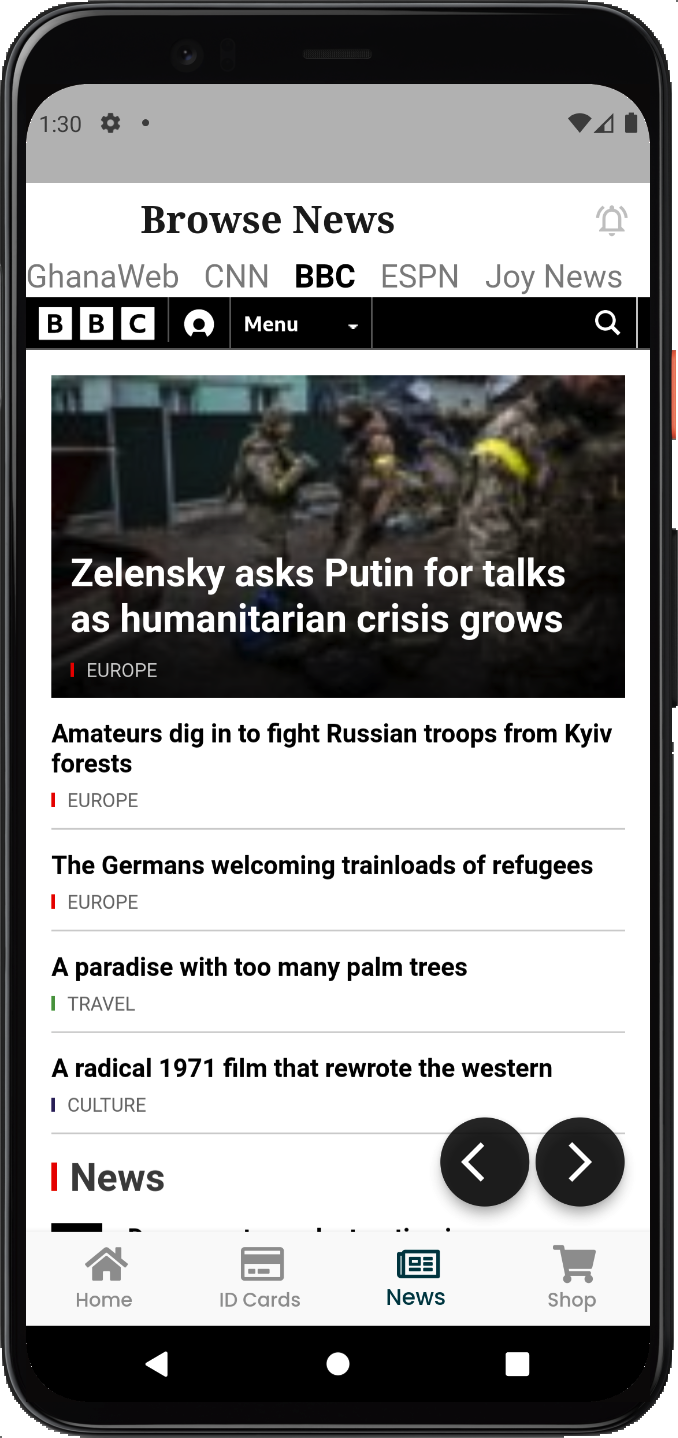 1:30
Browse News
GhanaWeb CNN BBC ESPN Joy News
BBC Menu
Zelensky asks Putin for talks
as humanitarian crisis grows
EUROPE
Amateurs dig in to fight Russian troops from Kyiv
forests
EUROPE
The Germans welcoming trainloads of refugees
EUROPE
A paradise with too many palm trees
TRAVEL
A radical 1971 film that rewrote the western
CULTURE
News
Home ID Cards News Shop